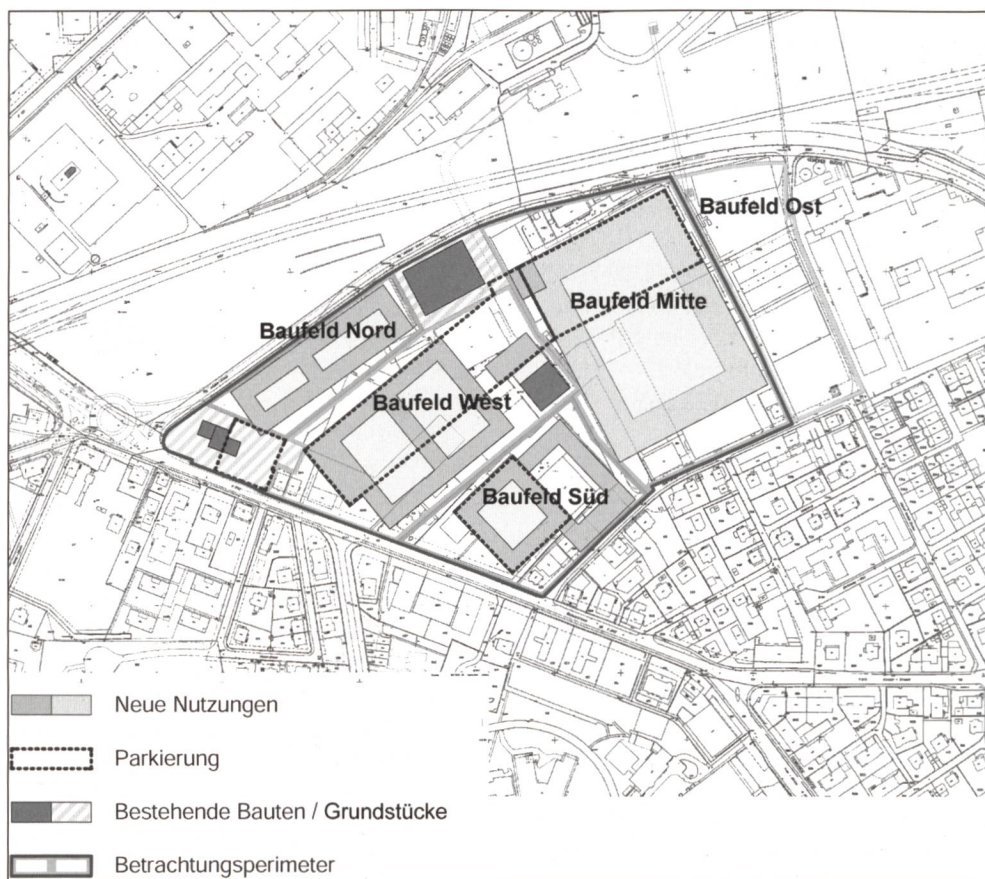 Baufeld Ost
Baufeld Mitte
Baufeld Nord
Baufeld West
Baufeld Süd
Neue Nutzungen
Parkierung
Bestehende Bauten / Grundstücke
Betrachtungsperimeter